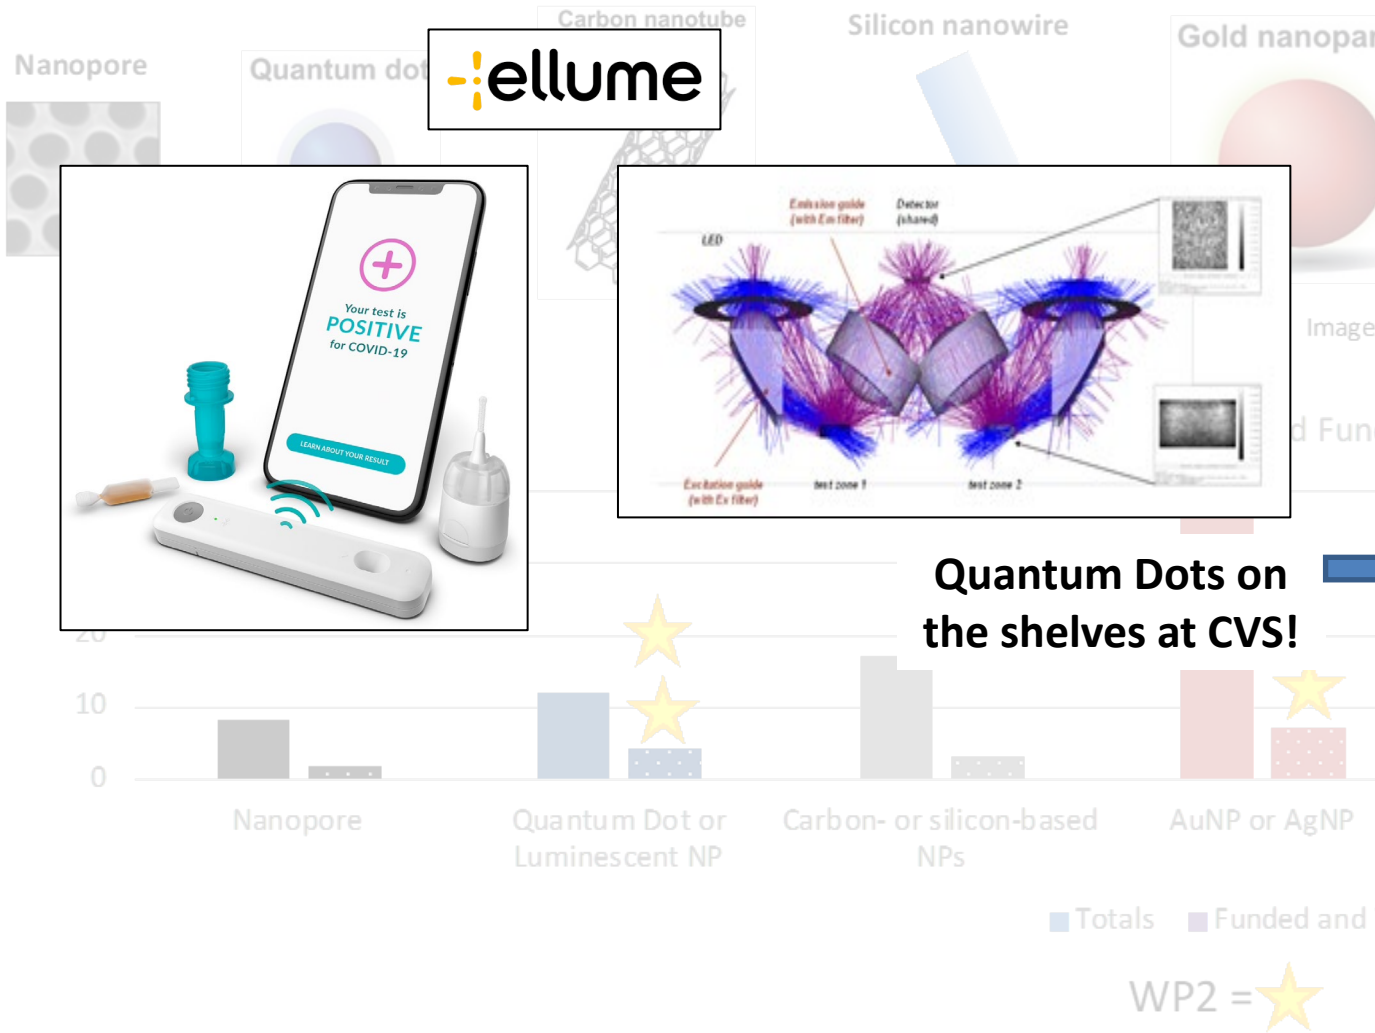 Carbon nanotube
Silicon nanowire
Gold nanopar
Nanopore
Quantum dot
ellume
Your test is
POSITIVE
for COVID-19
LEARN ABOUT YOUR RESULT
Emission guide
(with Em filter)
Detector
(shared)
LED
Excitation guide
(with Ex filter)
test zone 1
test zone 2
Image
d Fund
Quantum Dots on
the shelves at CVS!
20
10
0
Nanopore
Quantum Dot or
Luminescent NP
Carbon- or silicon-based
NPs
AuNP or AgNP
Totals
Funded and
WP2 =